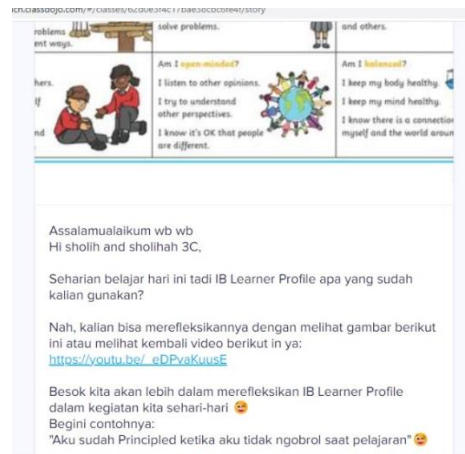 solve problems.
and others.
roblems
ent ways.
Am I open-minded?
Am I balanced?
hers.
I listen to other opinions.
I keep my body healthy.
I try to understand
I keep my mind healthy.
other perspectives.
I know there is a connection
nd
I know it's OK that people
myself and the world aroun
are different.
Assalamualaikum wb wb
Hi sholih and sholihah 3C,
Seharian belajar hari ini tadi IB Learner Profile apa yang sudah
kalian gunakan?
Nah, kalian bisa merefleksikannya dengan melihat gambar berikut
ini atau melihat kembali video berikut in ya:
https://youtu.be/_eDPvaKuusE
Besok kita akan lebih dalam merefleksikan IB Learner Profile
dalam kegiatan kita sehari-hari 😅
Begini contohnya:
"Aku sudah Principled ketika aku tidak ngobrol saat pelajaran" 😅